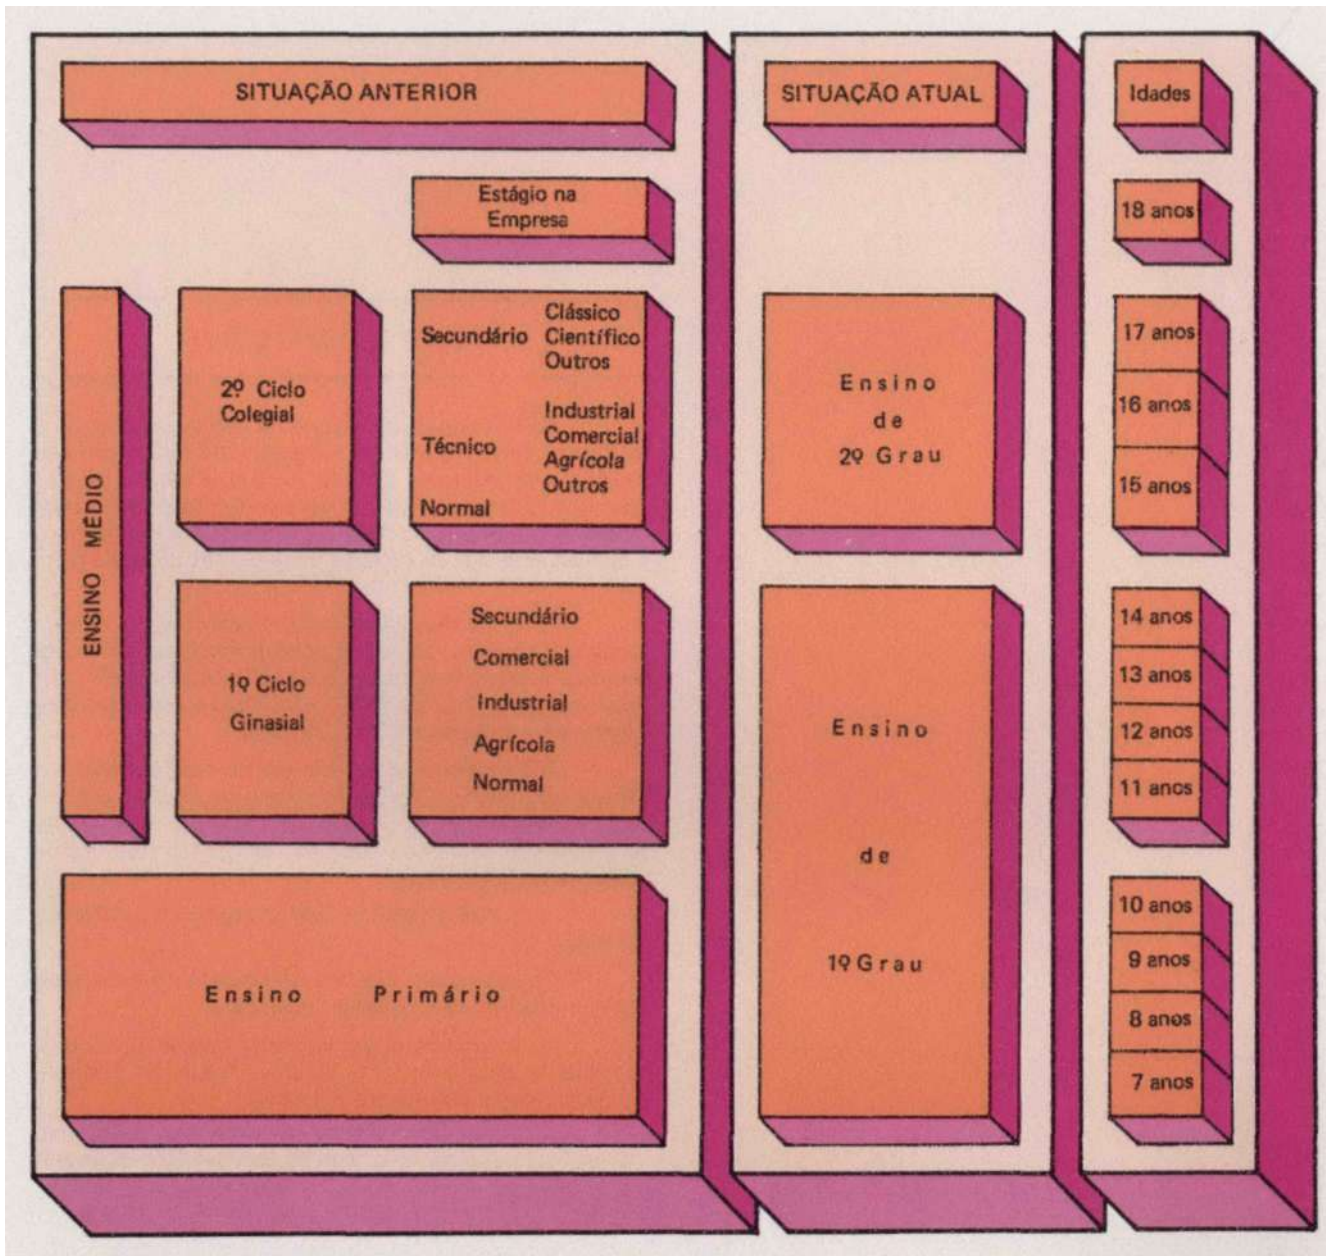 SITUAÇÃO ANTERIOR
SITUAÇÃO ATUAL
Idades
Estágio na
Empresa
18 anos
ENSINO MÉDIO
2º Ciclo
Colegial
Secundário
Clássico
Científico
Outros
Técnico
Industrial
Comercial
Agrícola
Outros
Normal
Ensino
de
2º Grau
17 anos
16 anos
15 anos
1º Ciclo
Ginasial
Secundário
Comercial
Industrial
Agrícola
Normal
Ensino
de
1º Grau
14 anos
13 anos
12 anos
11 anos
Ensino Primário
10 anos
9 anos
8 anos
7 anos